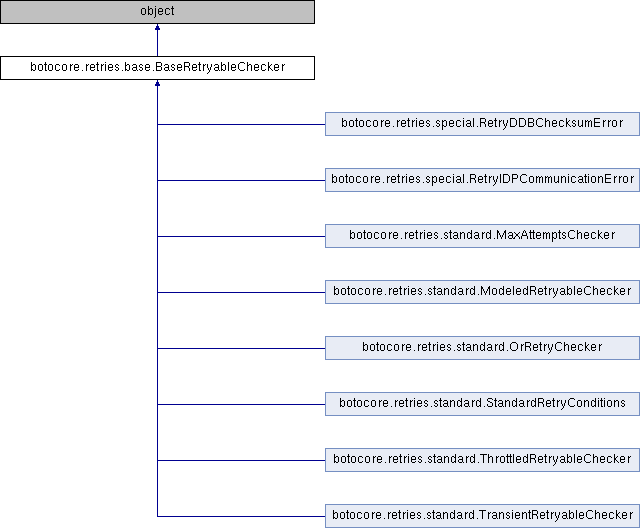 object
botocore.retries.base.BaseRetryableChecker
botocore.retries.special.RetryDDBChecksumError
botocore.retries.special.RetryIDPCommunicationError
botocore.retries.standard.MaxAttemptsChecker
botocore.retries.standard.ModeledRetryableChecker
botocore.retries.standard.OrRetryChecker
botocore.retries.standard.StandardRetryConditions
botocore.retries.standard.ThrottledRetryableChecker
botocore.retries.standard.TransientRetryableChecker